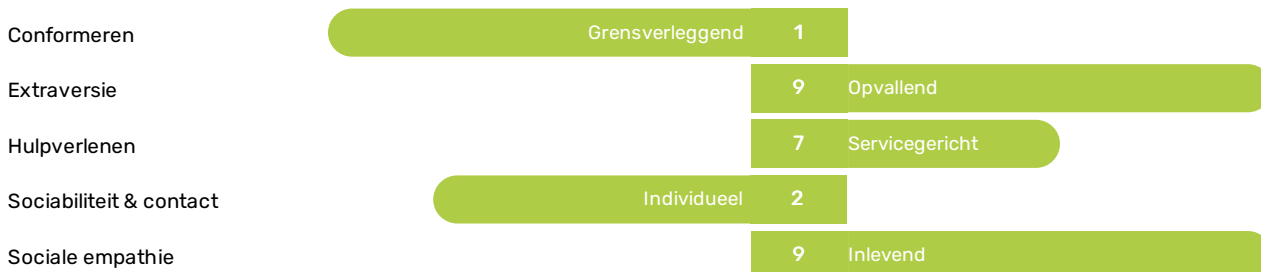 Conformeren Grensverleggend 1
Extraversie 9 Opvallend
Hulpverlenen 7 Servicegericht
Sociabiliteit & contact Individueel 2
Sociale empathie 9 Inlevend